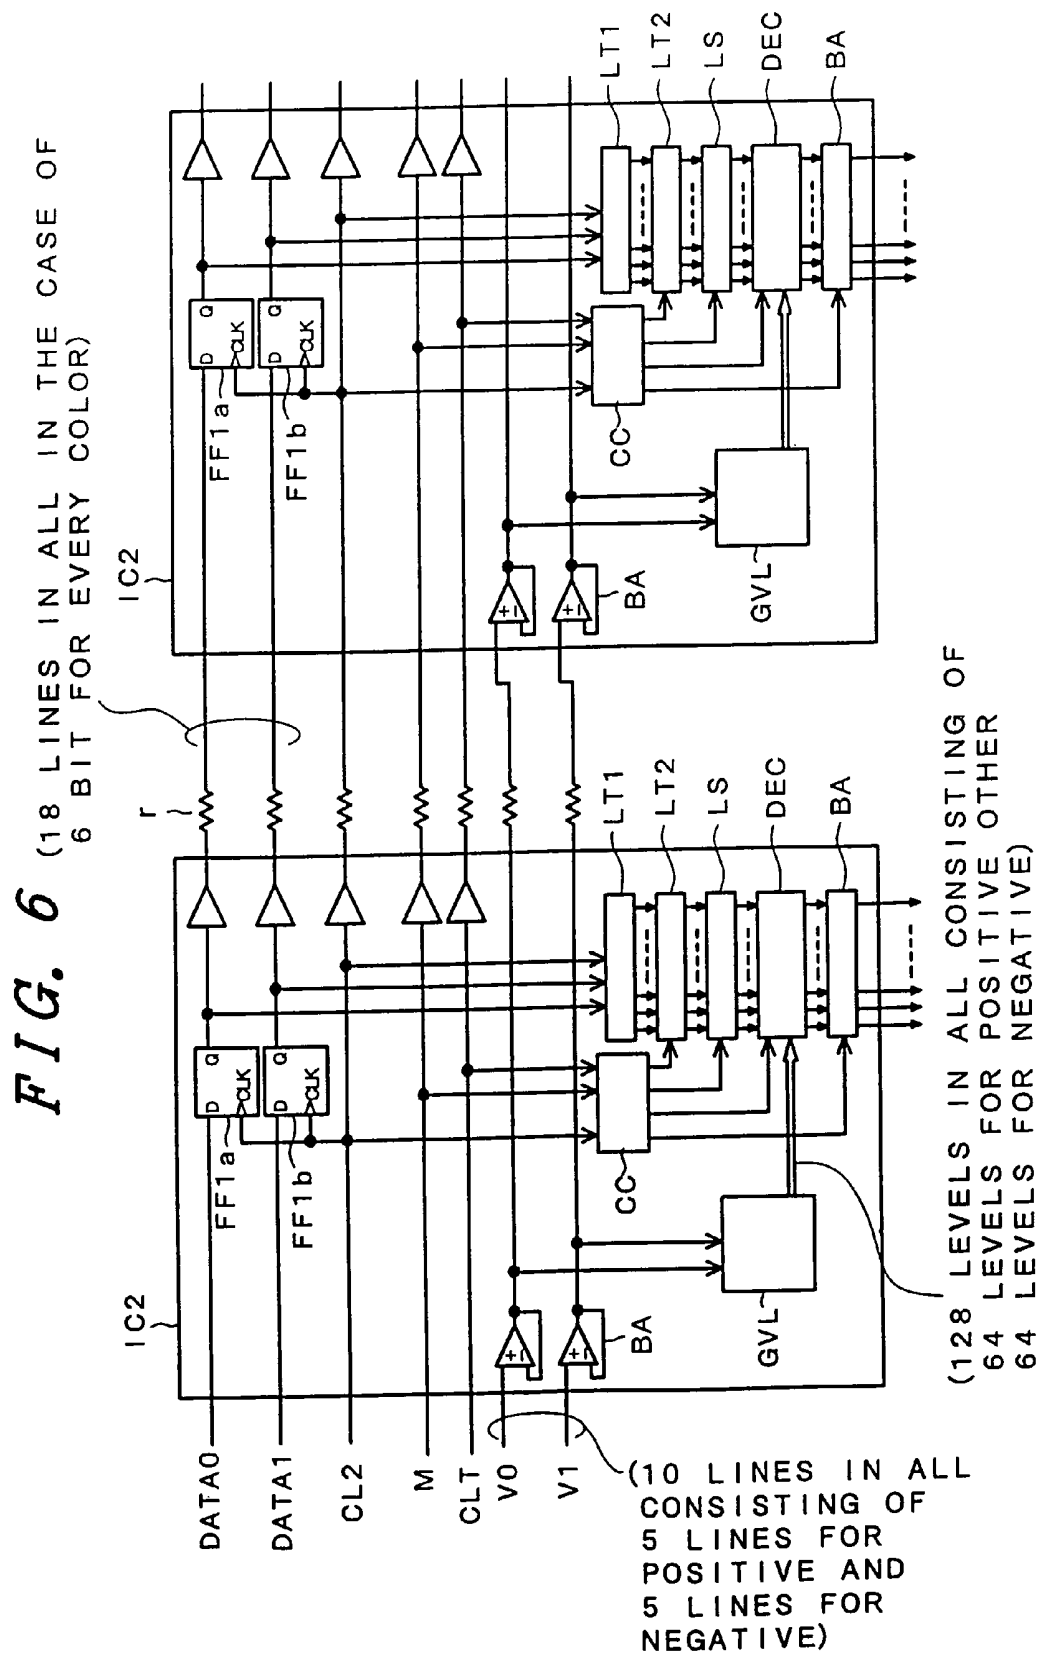 FIG. 6
(18 LINES IN ALL IN THE CASE OF
6 BIT FOR EVERY COLOR)
IC2
r
IC2
DATA0
DATA1
CL2
M
CLT
V0
V1
D
Q
CLK
FF1a
D
Q
CLK
FF1b
+
−
+
−
BA
GVL
CC
LT1
LT2
LS
DEC
BA
D
Q
CLK
FF1a
D
Q
CLK
FF1b
+
−
+
−
BA
GVL
CC
LT1
LT2
LS
DEC
BA
(10 LINES IN ALL
CONSISTING OF
5 LINES FOR
POSITIVE AND
5 LINES FOR
NEGATIVE)
(128 LEVELS IN ALL CONSISTING OF
64 LEVELS FOR POSITIVE OTHER
64 LEVELS FOR NEGATIVE)